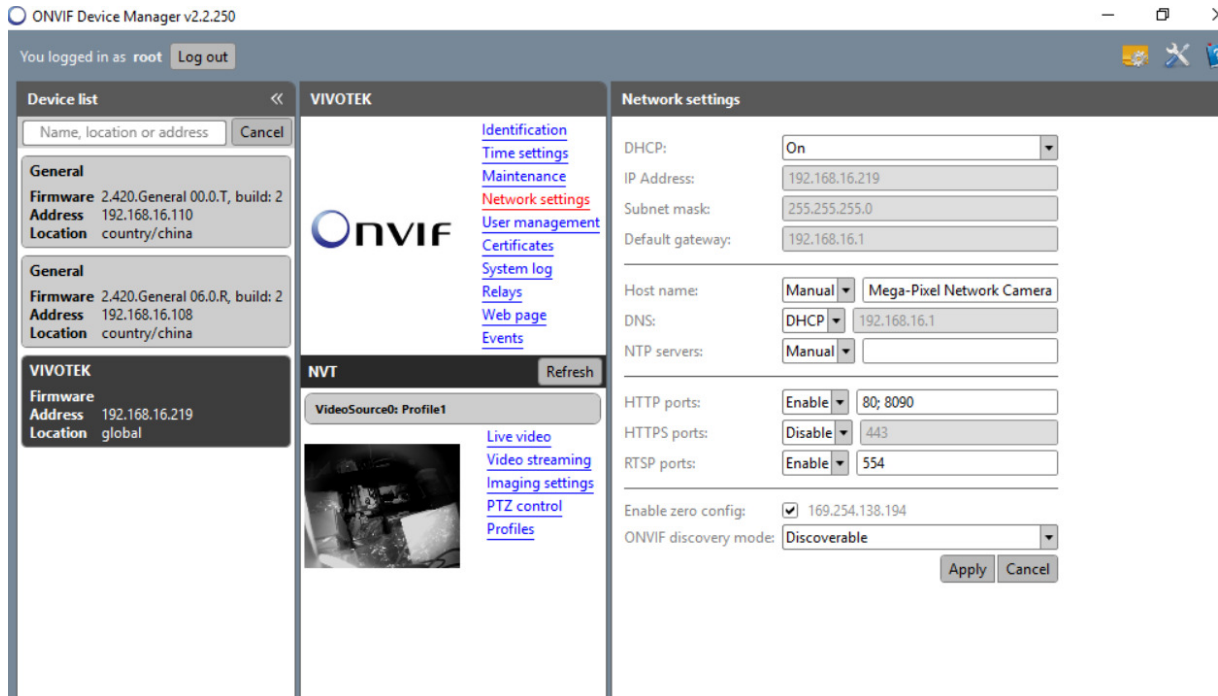 ONVIF Device Manager v2.2.250
You logged in as root Log out
Device list «
Name, location or address Cancel
General
Firmware 2.420.General 00.0.T, build: 2
Address 192.168.16.110
Location country/china
General
Firmware 2.420.General 06.0.R, build: 2
Address 192.168.16.108
Location country/china
VIVOTEK
Firmware
Address 192.168.16.219
Location global
VIVOTEK
ONVIF
Identification
Time settings
Maintenance
Network settings
User management
Certificates
System log
Relays
Web page
Events
NVT Refresh
VideoSource0: Profile1
Live video
Video streaming
Imaging settings
PTZ control
Profiles
Network settings
DHCP: On
IP Address: 192.168.16.219
Subnet mask: 255.255.255.0
Default gateway: 192.168.16.1
Host name: Manual Mega-Pixel Network Camera
DNS: DHCP 192.168.16.1
NTP servers: Manual
HTTP ports: Enable 80; 8090
HTTPS ports: Disable 443
RTSP ports: Enable 554
Enable zero config: 169.254.138.194
ONVIF discovery mode: Discoverable
Apply Cancel